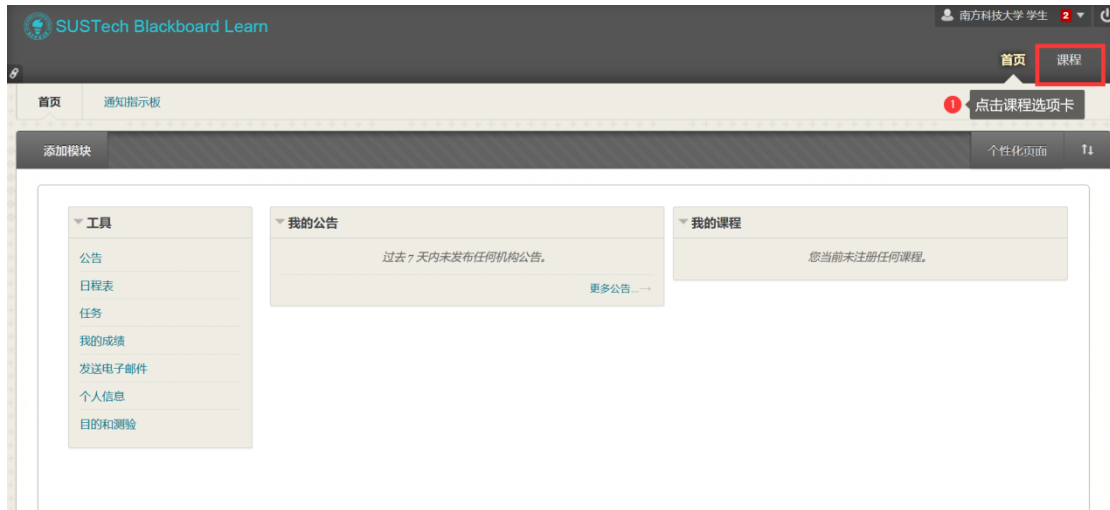 SUSTech Blackboard Learn
南方科技大学 学生 2
首页 课程
首页 通知指示板
1 点击课程选项卡
添加模块 个性化页面
工具
公告
日程表
任务
我的成绩
发送电子邮件
个人信息
目的和测验
我的公告
过去 7 天内未发布任何机构公告。
更多公告...→
我的课程
您当前未注册任何课程。